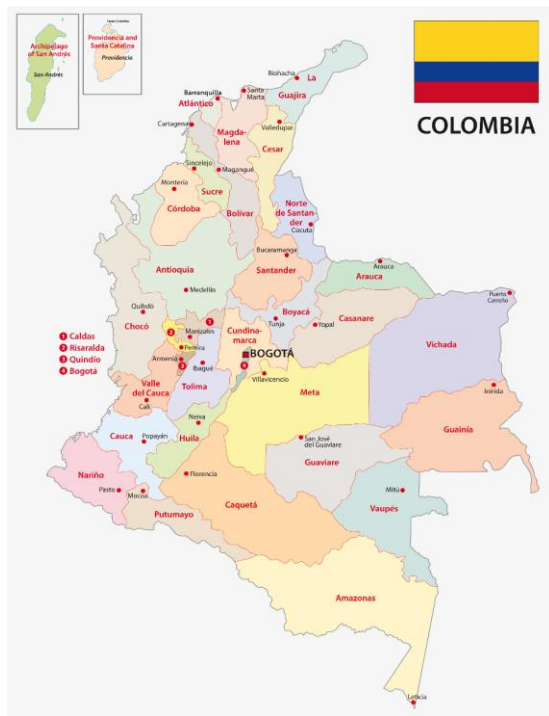 Archipelago
of San Andrés
San Andrés
Providencia and
Santa Catalina
Providencia
COLOMBIA
Riohacha
La
Guajira
Barranquilla
Santa
Marta
Atlántico
Cartagena
Magda-
lena
Valledupar
Cesar
Sincelejo
Magangué
Montería
Sucre
Córdoba
Bolívar
Norte
de Santan-
der
Cúcuta
Bucaramanga
Santander
Antioquia
Arauca
Arauca
Medellín
Puerto
Carreño
Quibdó
Chocó
Boyacá
Tunja
Casanare
Yopal
1 Caldas
2 Risaralda
3 Quindío
4 Bogotá
1
2
Manizales
Pereira
Cundina-
marca
Vichada
Armenia
3
Ibagué
BOGOTÁ
4
Villavicencio
Valle
del Cauca
Cali
Tolima
Meta
Inírida
Neiva
Guainía
Cauca
Popayán
Huila
San José
del Guaviare
Guaviare
Nariño
Pasto
Mocoa
Florencia
Mitú
Vaupés
Caquetá
Putumayo
Amazonas
Leticia